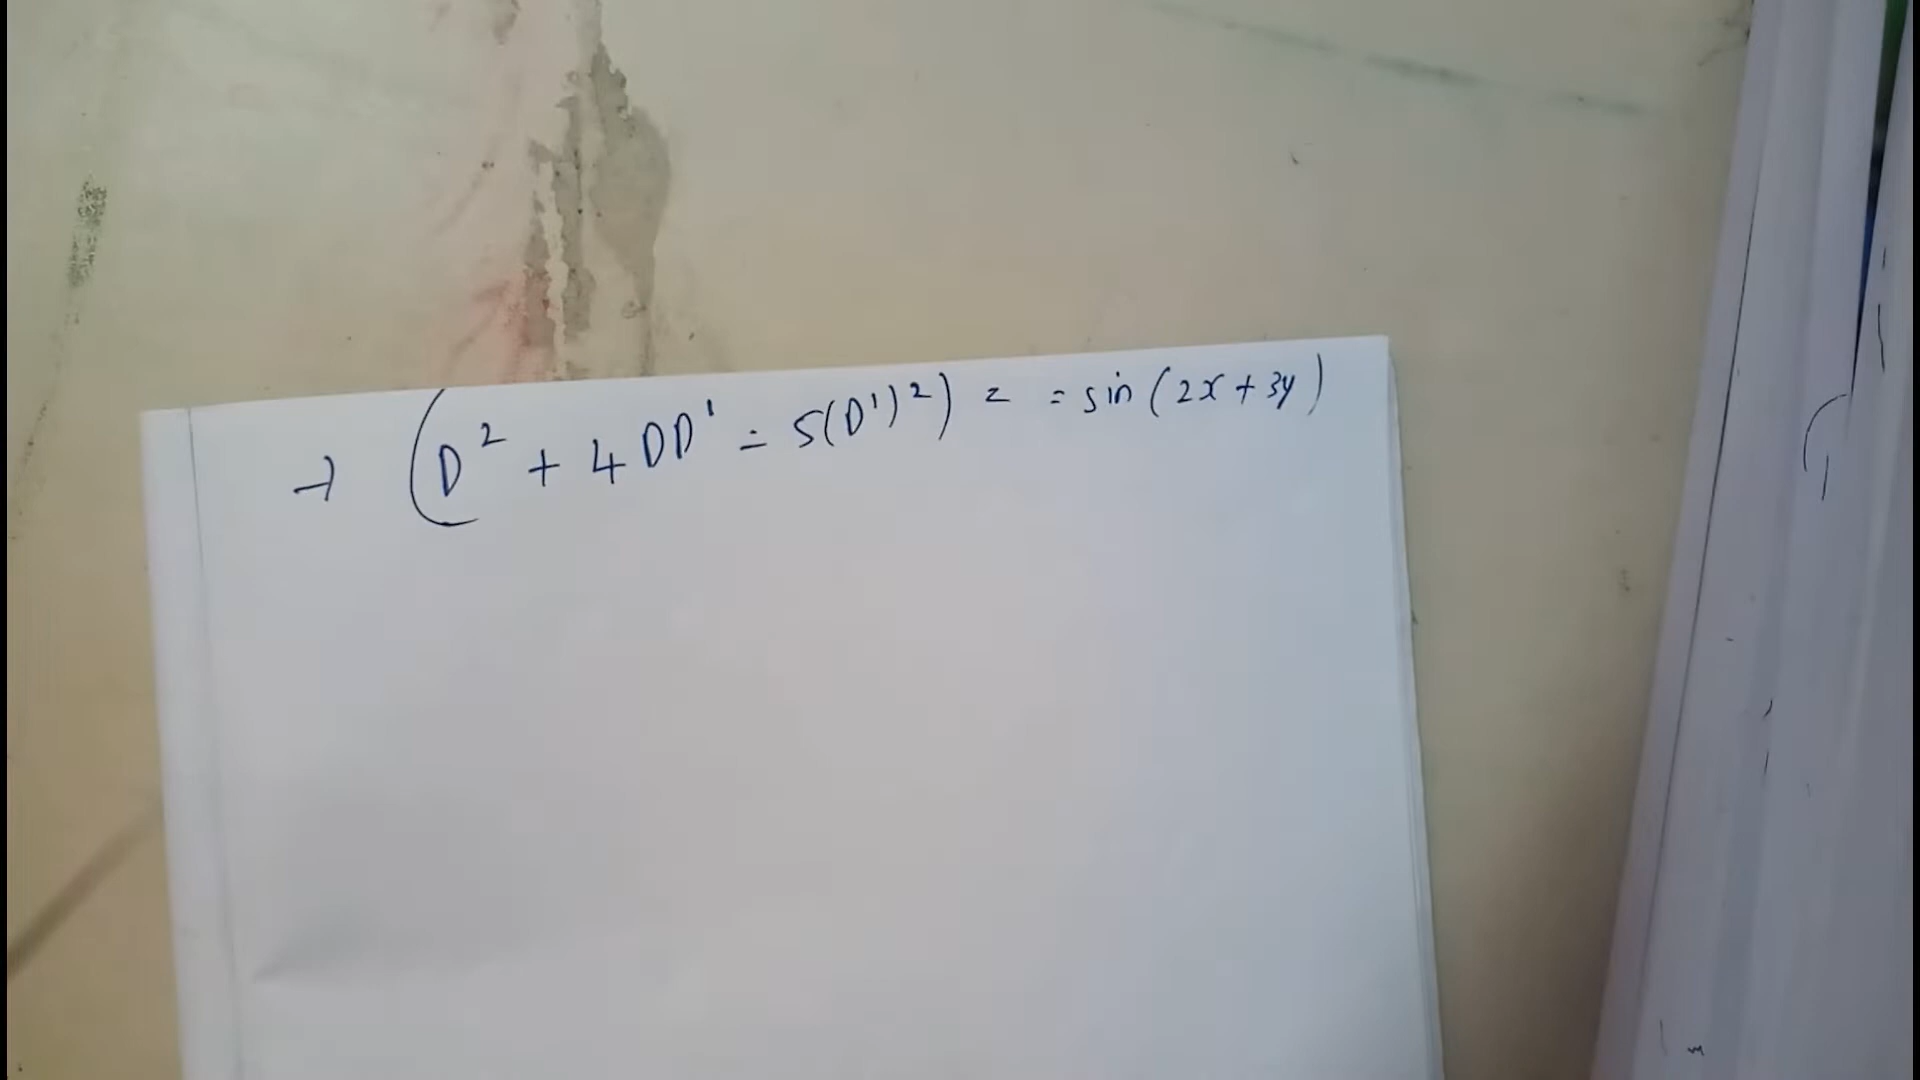 → (D² + 4DD' = 5(D')²) z = sin(2x+3y)